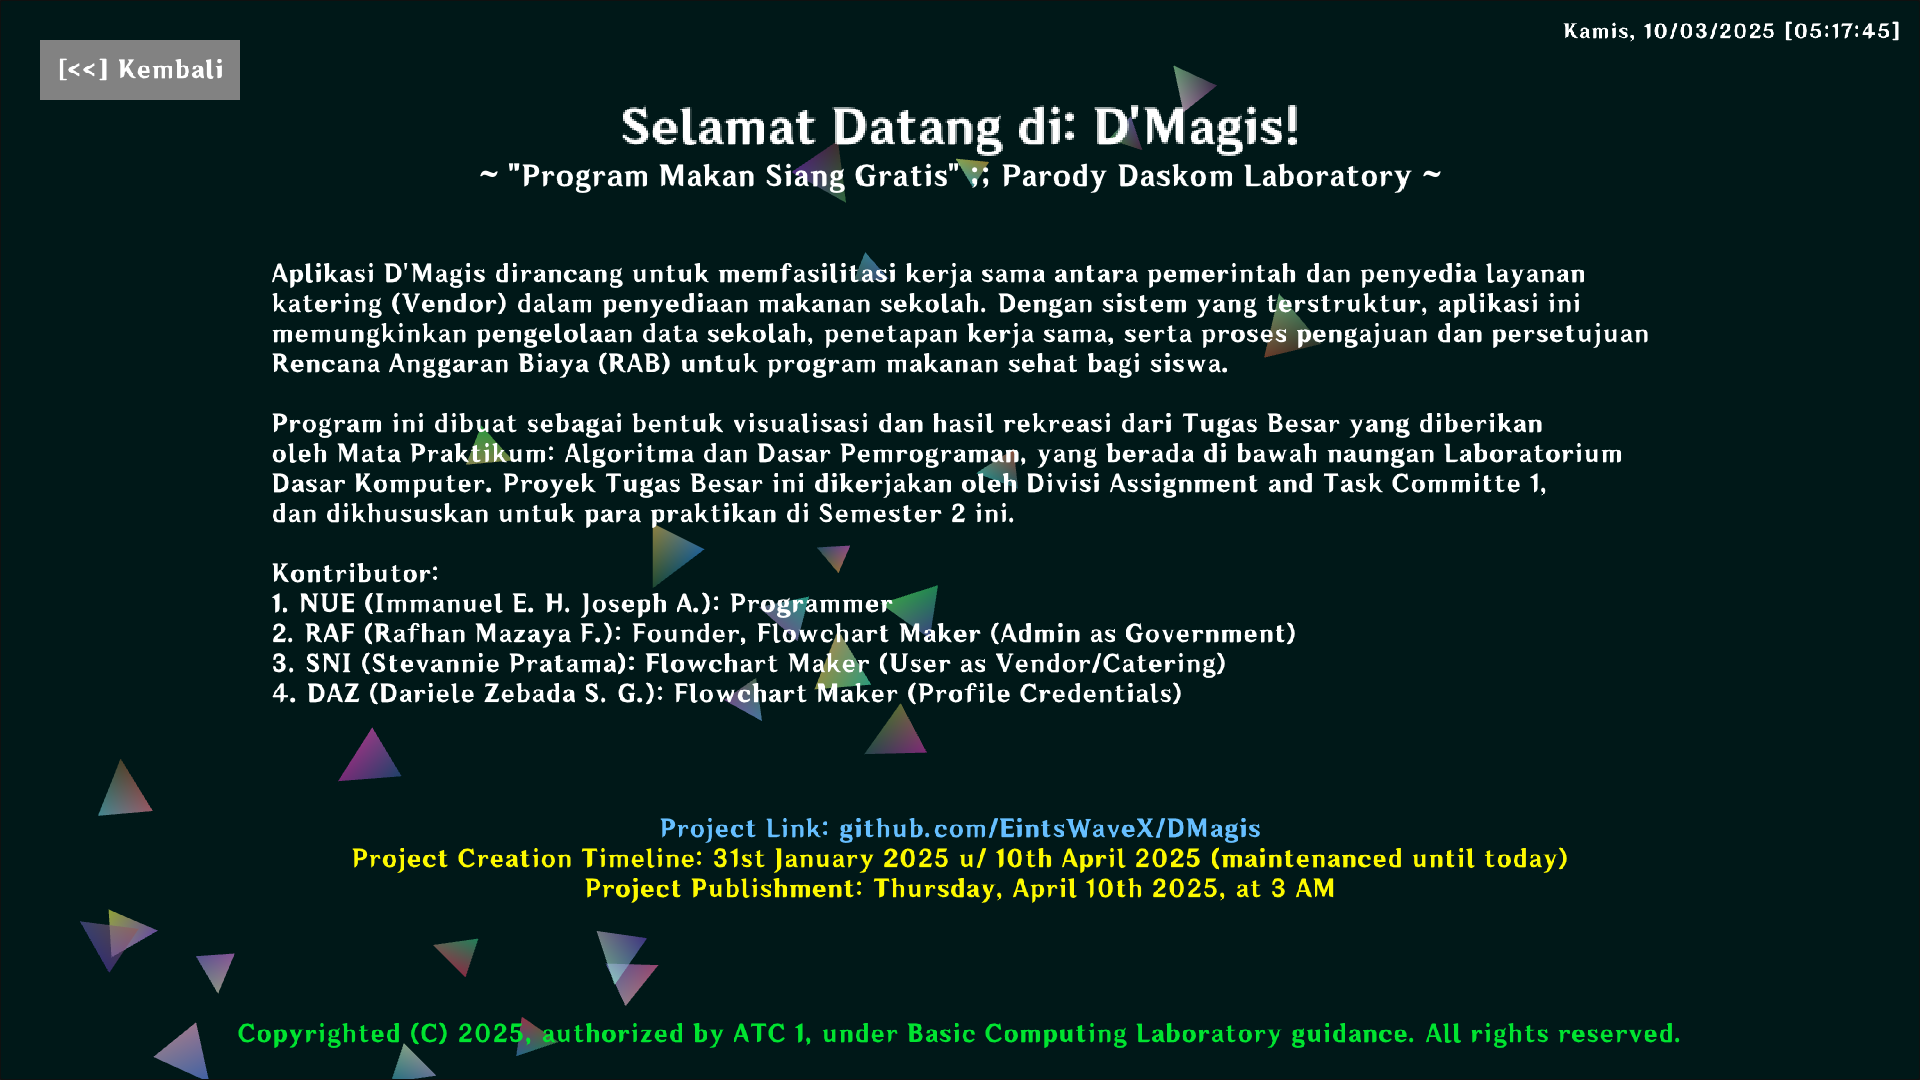 Kamis, 10/03/2025 [05:17:45]
[<<] Kembali
Selamat Datang di: D'Magis!
~ "Program Makan Siang Gratis" ;; Parody Daskom Laboratory ~
Aplikasi D'Magis dirancang untuk memfasilitasi kerja sama antara pemerintah dan penyedia layanan
katering (Vendor) dalam penyediaan makanan sekolah. Dengan sistem yang terstruktur, aplikasi ini
memungkinkan pengelolaan data sekolah, penetapan kerja sama, serta proses pengajuan dan persetujuan
Rencana Anggaran Biaya (RAB) untuk program makanan sehat bagi siswa.
Program ini dibuat sebagai bentuk visualisasi dan hasil rekreasi dari Tugas Besar yang diberikan
oleh Mata Praktikum: Algoritma dan Dasar Pemrograman, yang berada di bawah naungan Laboratorium
Dasar Komputer. Proyek Tugas Besar ini dikerjakan oleh Divisi Assignment and Task Committe 1,
dan dikhususkan untuk para praktikan di Semester 2 ini.
Kontributor:
1. NUE (Immanuel E. H. Joseph A.): Programmer
2. RAF (Rafhan Mazaya F.): Founder, Flowchart Maker (Admin as Government)
3. SNI (Stevannie Pratama): Flowchart Maker (User as Vendor/Catering)
4. DAZ (Dariele Zebada S. G.): Flowchart Maker (Profile Credentials)
Project Link: github.com/EintsWaveX/DMagis
Project Creation Timeline: 31st January 2025 u/ 10th April 2025 (maintenanced until today)
Project Publishment: Thursday, April 10th 2025, at 3 AM
Copyrighted (C) 2025, authorized by ATC 1, under Basic Computing Laboratory guidance. All rights reserved.